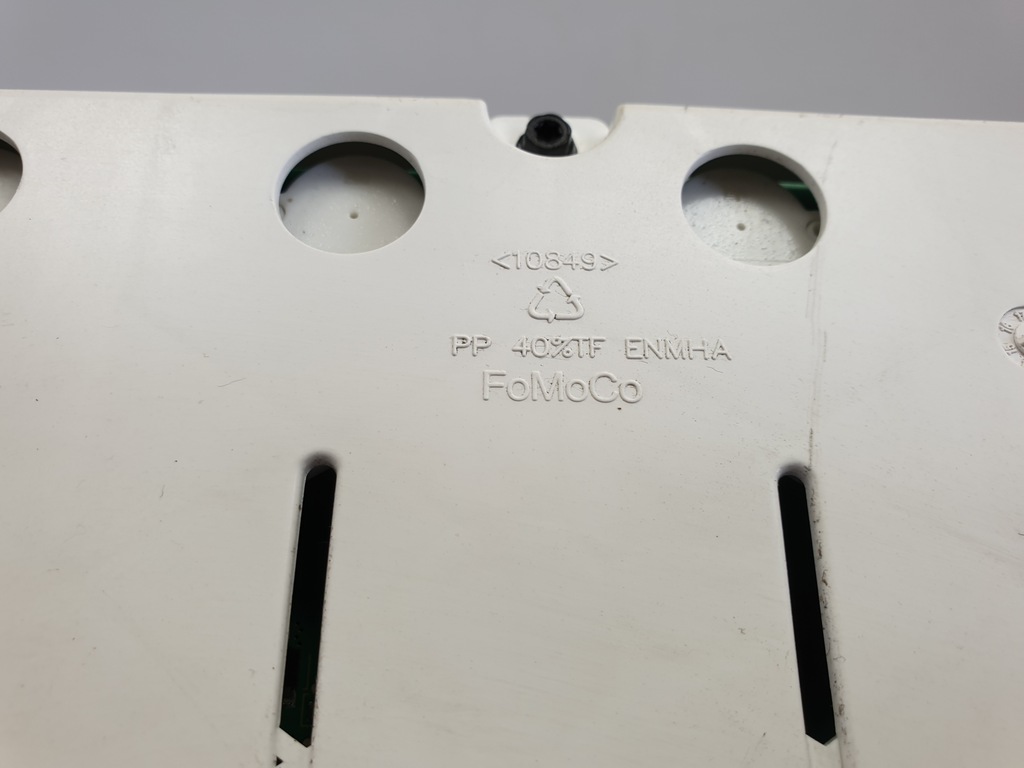 <10849>
PP 40%TF ENMHA
FoMoCo